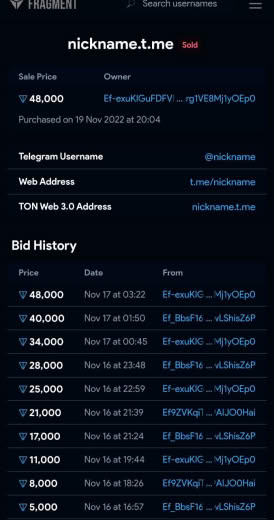 FRAGMENT Search usernames
nickname.t.me Sold
Sale Price Owner
48,000 Ef-exuKIGuFDFVI ... rg1VE8Mj1yOEp0
Purchased on 19 Nov 2022 at 20:04
Telegram Username @nickname
Web Address t.me/nickname
TON Web 3.0 Address nickname.t.me
Bid History
Price Date From
48,000 Nov 17 at 03:22 Ef-exuKIG ... Mj1yOEp0
40,000 Nov 17 at 01:50 Ef_BbsF16 ... vLShisZ6P
34,000 Nov 17 at 00:45 Ef-exuKIG ... Mj1yOEp0
28,000 Nov 16 at 23:48 Ef_BbsF16 ... vLShisZ6P
25,000 Nov 16 at 22:59 Ef-exuKIG ... Mj1yOEp0
21,000 Nov 16 at 21:39 Ef9ZVKqi1 ... AIJO0Hai
17,000 Nov 16 at 21:24 Ef_BbsF16 ... vLShisZ6P
11,000 Nov 16 at 19:44 Ef-exuKIG ... Mj1yOEp0
8,000 Nov 16 at 18:26 Ef9ZVKqi1 ... AIJO0Hai
5,000 Nov 16 at 16:57 Ef_BbsF16 ... vLShisZ6P